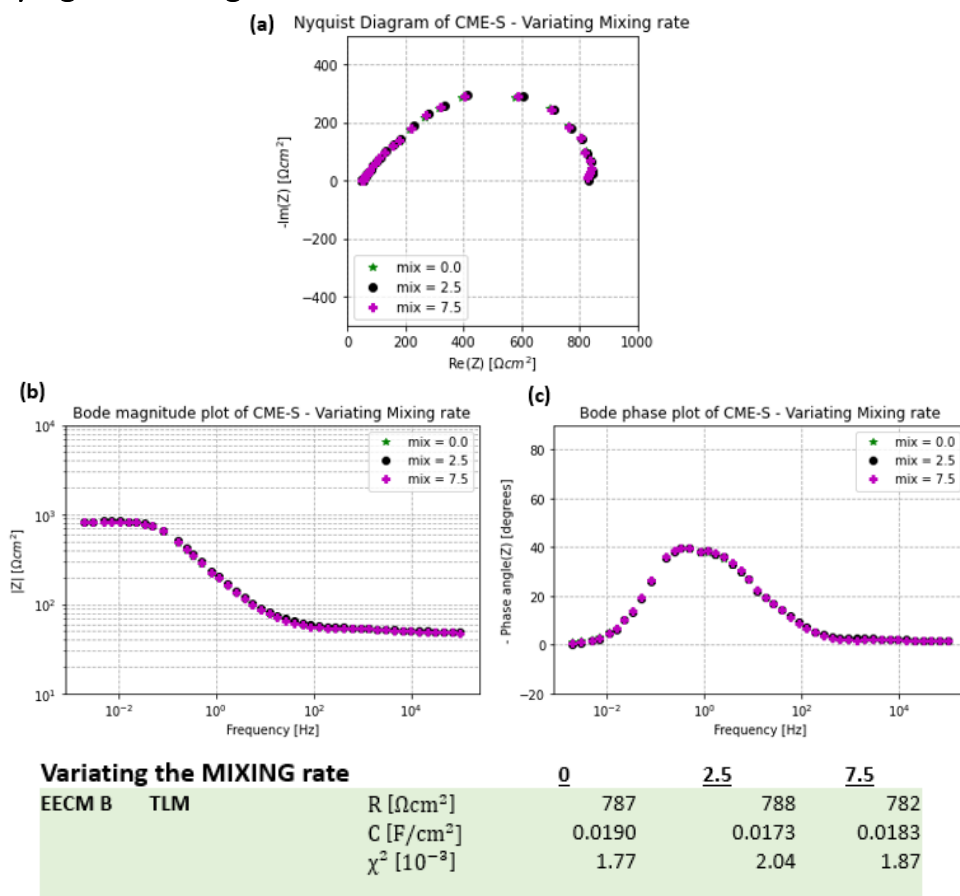 (a) Nyquist Diagram of CME-S - Variating Mixing rate
400
200
0
−200
−400
-Im(Z) [Ωcm²]
mix = 0.0
mix = 2.5
mix = 7.5
0 200 400 600 800 1000
Re(Z) [Ωcm²]
(b)
Bode magnitude plot of CME-S - Variating Mixing rate
10⁴
10³
10²
10¹
|Z| [Ωcm²]
mix = 0.0
mix = 2.5
mix = 7.5
10⁻² 10⁰ 10² 10⁴
Frequency [Hz]
(c)
Bode phase plot of CME-S - Variating Mixing rate
80
60
40
20
0
−20
- Phase angle(Z) [degrees]
mix = 0.0
mix = 2.5
mix = 7.5
10⁻² 10⁰ 10² 10⁴
Frequency [Hz]
Variating the MIXING rate 0 2.5 7.5
EECM B TLM R [Ωcm²] 787 788 782
C [F/cm²] 0.0190 0.0173 0.0183
χ² [10⁻³] 1.77 2.04 1.87